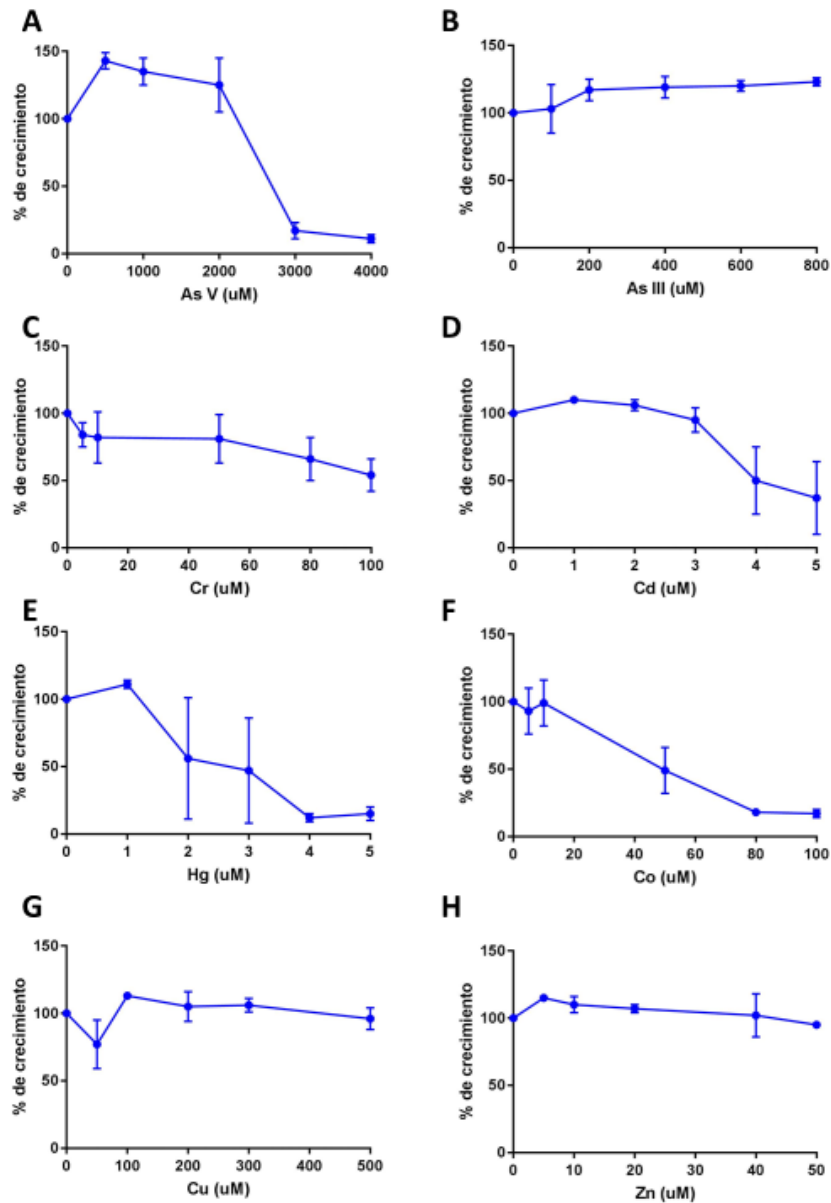 A
% de crecimiento
150
100
50
0
0 1000 2000 3000 4000
As V (uM)
B
% de crecimiento
150
100
50
0
0 200 400 600 800
As III (uM)
C
% de crecimiento
150
100
50
0
0 20 40 60 80 100
Cr (uM)
D
% de crecimiento
150
100
50
0
0 1 2 3 4 5
Cd (uM)
E
% de crecimiento
150
100
50
0
0 1 2 3 4 5
Hg (uM)
F
% de crecimiento
150
100
50
0
0 20 40 60 80 100
Co (uM)
G
% de crecimiento
150
100
50
0
0 100 200 300 400 500
Cu (uM)
H
% de crecimiento
150
100
50
0
0 10 20 30 40 50
Zn (uM)